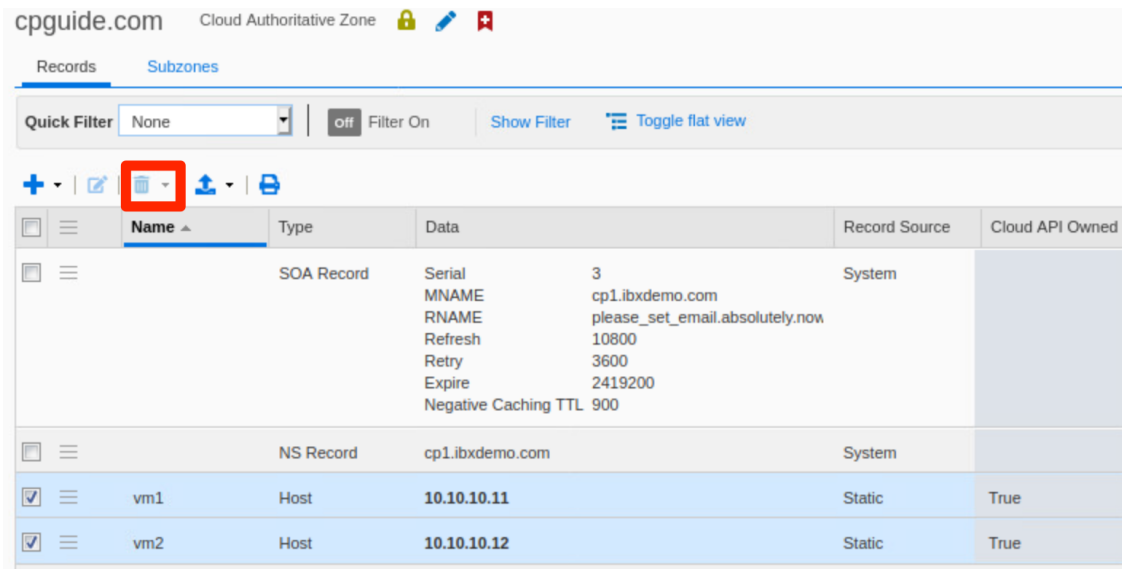 cpguide.com Cloud Authoritative Zone
Records Subzones
Quick Filter None Off Filter On Show Filter Toggle flat view
Name Type Data Record Source Cloud API Owned
SOA Record Serial 3 System
MNAME cp1.ibxdemo.com
RNAME please_set_email.absolutely.now
Refresh 10800
Retry 3600
Expire 2419200
Negative Caching TTL 900
NS Record cp1.ibxdemo.com System
vm1 Host 10.10.10.11 Static True
vm2 Host 10.10.10.12 Static True